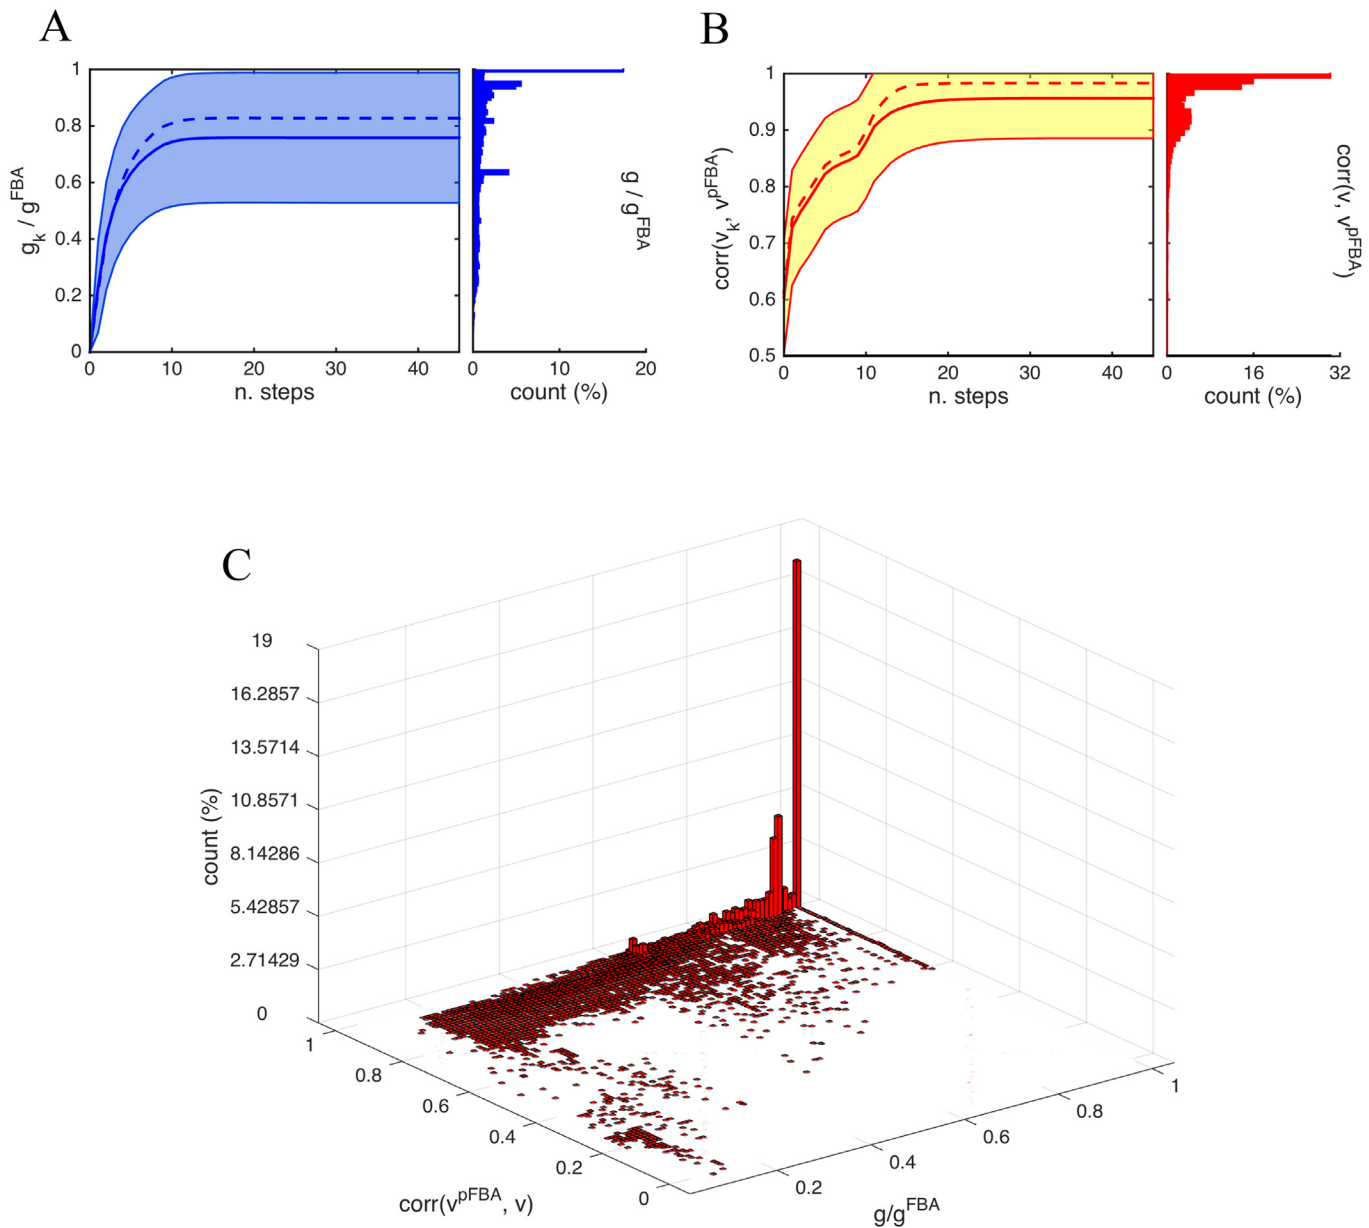 A
1
0.8
0.6
0.4
0.2
0
g_k / g^FBA
0 10 20 30 40
n. steps
0 10 20
count (%)
g / g^FBA
B
1
0.9
0.8
0.7
0.6
0.5
corr(v_k, v^pFBA)
0 10 20 30 40
n. steps
0 16 32
count (%)
corr(v, v^pFBA)
C
19
16.2857
13.5714
10.8571
8.14286
5.42857
2.71429
0
count (%)
1
0.8
0.6
0.4
0.2
0
corr(v^pFBA, v)
0.2
0.4
0.6
0.8
1
g/g^FBA